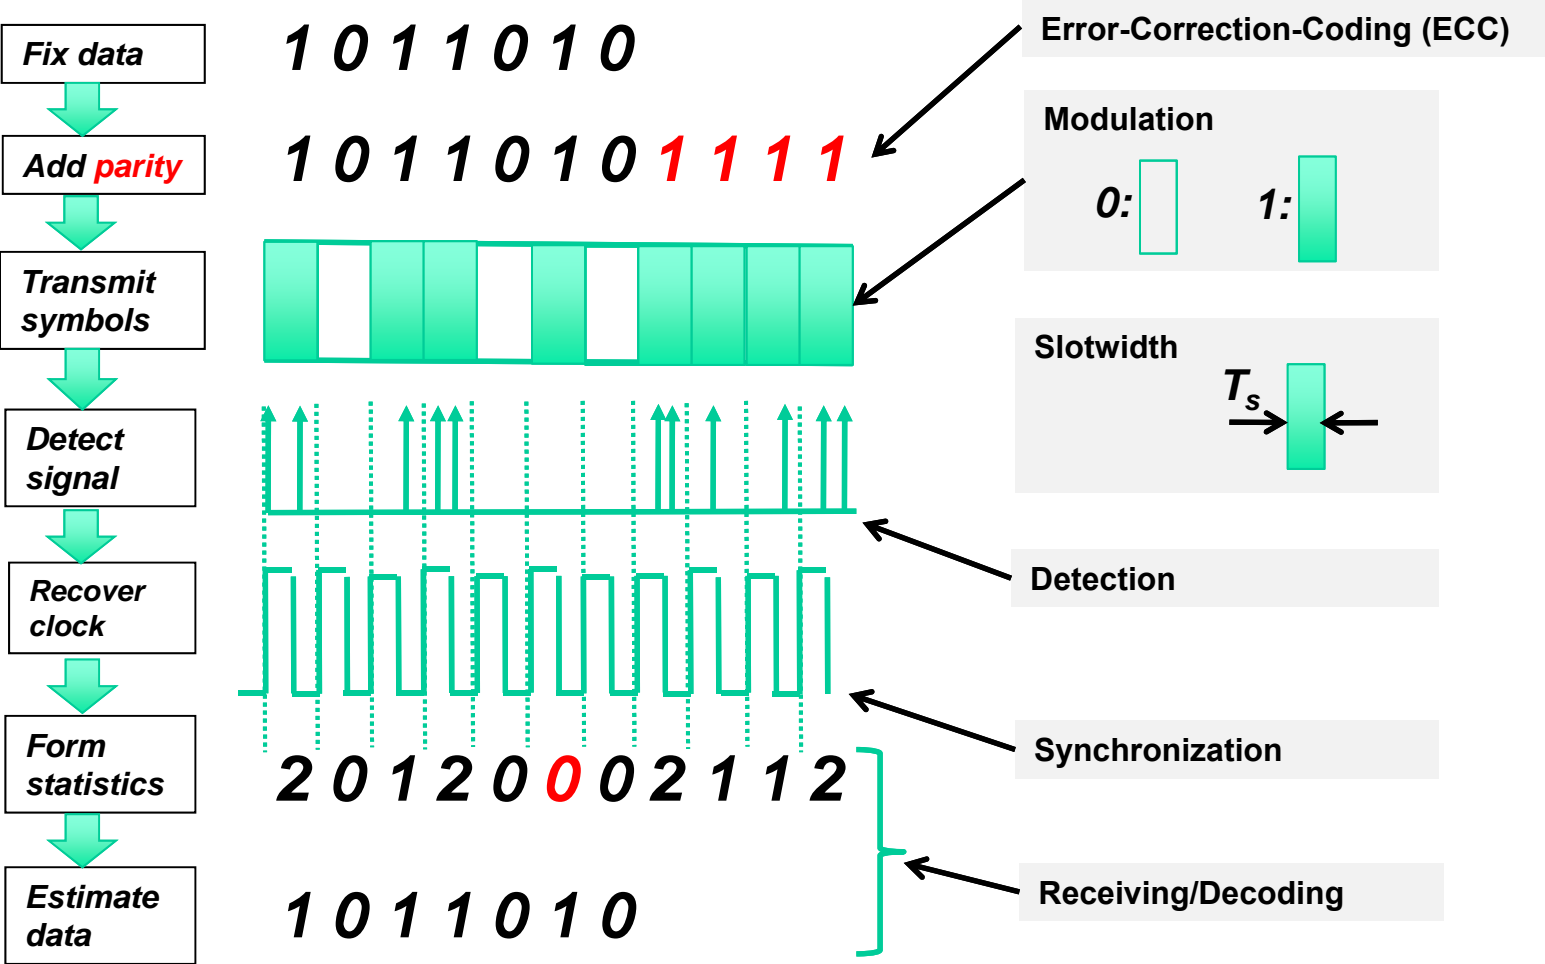 Fix data
1 0 1 1 0 1 0
Error-Correction-Coding (ECC)
Add parity
1 0 1 1 0 1 0 1 1 1 1
Modulation
0:
1:
Transmit
symbols
Slotwidth
Ts
Detect
signal
Detection
Recover
clock
Synchronization
Form
statistics
2 0 1 2 0 0 0 2 1 1 2
Receiving/Decoding
Estimate
data
1 0 1 1 0 1 0